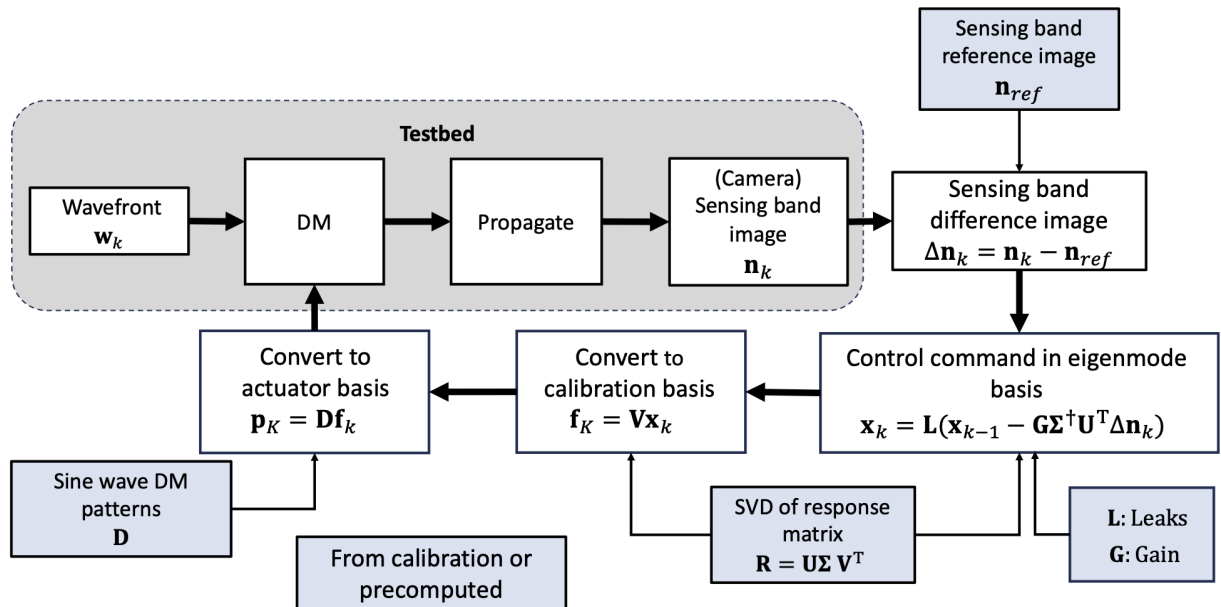 Sensing band
reference image
n_ref
Testbed
Wavefront
w_k
DM
Propagate
(Camera)
Sensing band
image
n_k
Sensing band
difference image
Δn_k = n_k − n_ref
Convert to
actuator basis
p_K = Df_k
Convert to
calibration basis
f_K = Vx_k
Control command in eigenmode
basis
x_k = L(x_{k−1} − GΣ†U^TΔn_k)
Sine wave DM
patterns
D
SVD of response
matrix
R = UΣ V^T
L: Leaks
G: Gain
From calibration or
precomputed